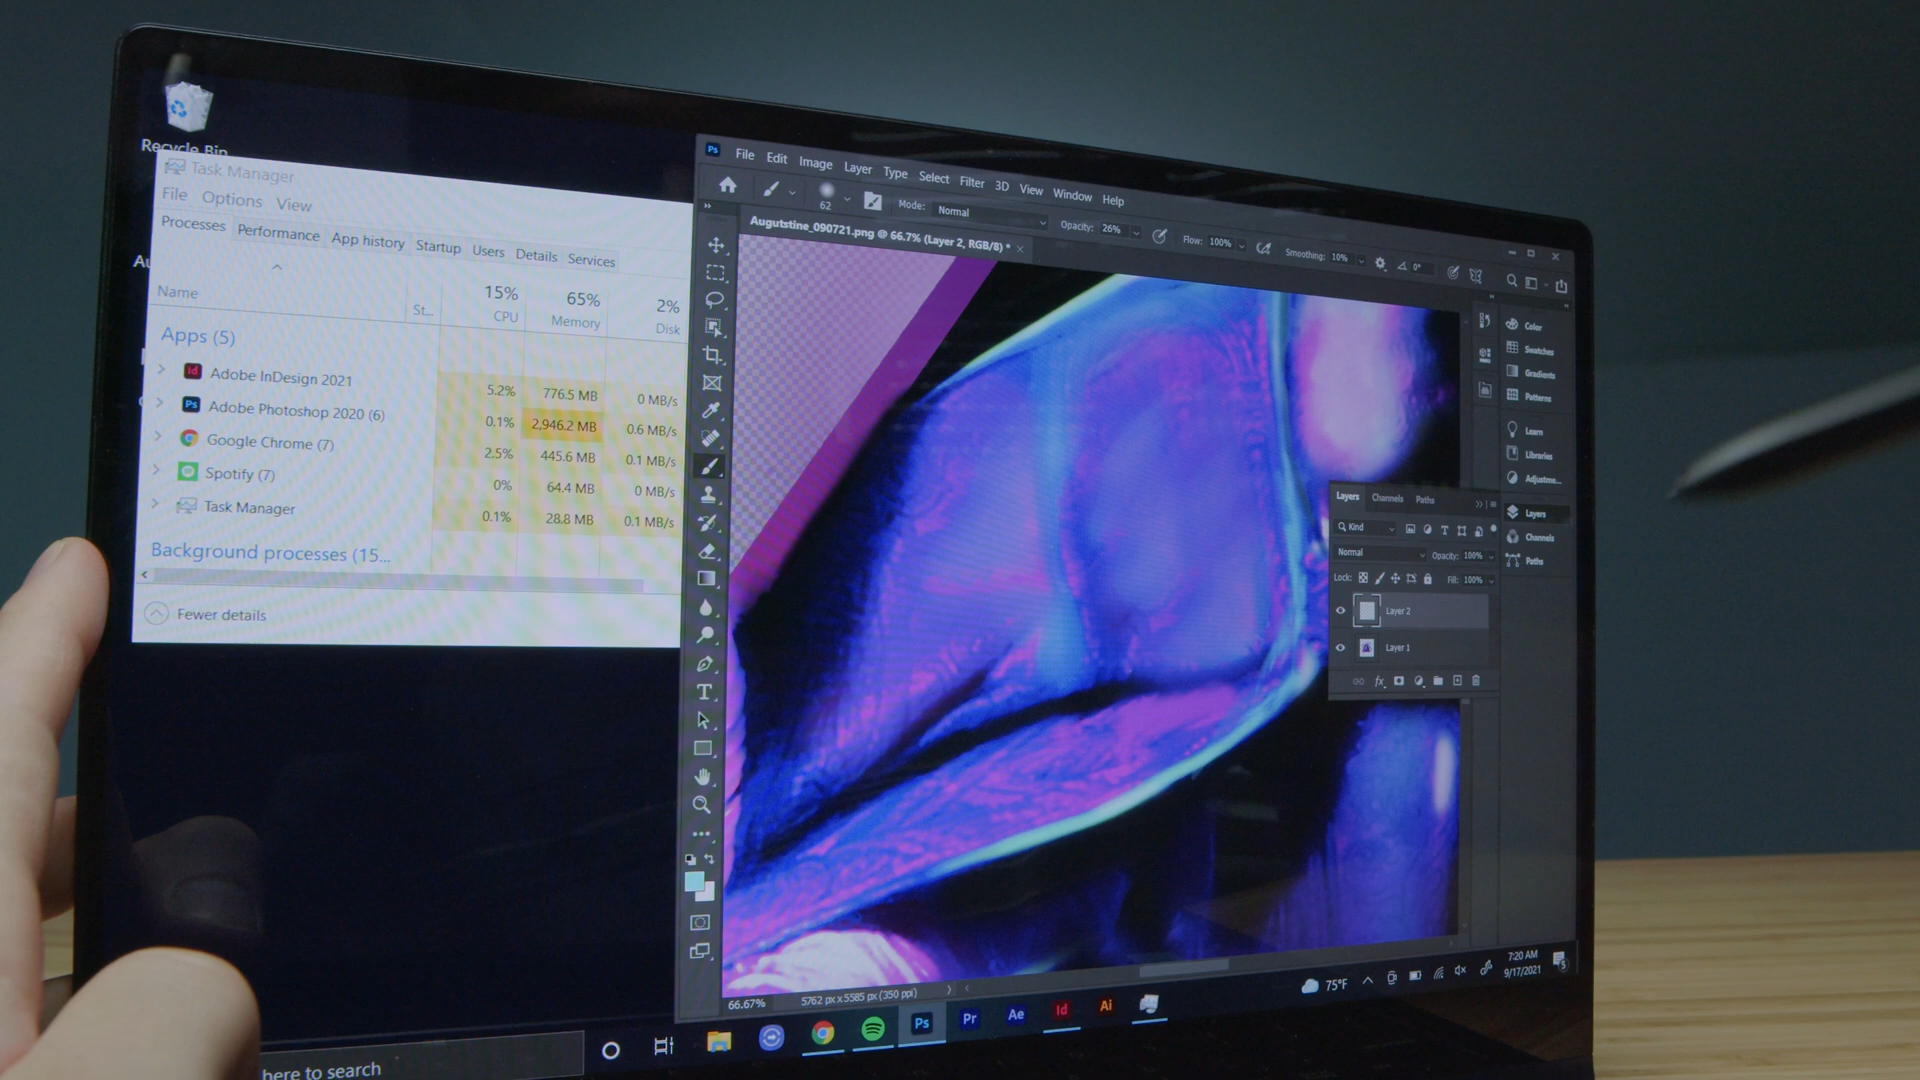 Recycle Bin
Task Manager
File Options View
Processes Performance App history Startup Users Details Services
15% 65% 2%
Name St... CPU Memory Disk
Apps (5)
Adobe InDesign 2021 5.2% 776.5 MB 0 MB/s
Adobe Photoshop 2020 (6) 0.1% 2,946.2 MB 0.6 MB/s
Google Chrome (7) 2.5% 445.6 MB 0.1 MB/s
Spotify (7) 0% 64.4 MB 0 MB/s
Task Manager 0.1% 28.8 MB 0.1 MB/s
Background processes (15...
Fewer details
Ps File Edit Image Layer Type Select Filter 3D View Window Help
62 Mode: Normal Opacity: 26% Flow: 100% Smoothing: 10% 0°
Augutstine_090721.png @ 66.7% (Layer 2, RGB/8) *
Color
Swatches
Gradients
Patterns
Learn
Libraries
Adjustme...
Layers
Channels
Paths
Layers Channels Paths
Kind
Normal Opacity: 100%
Lock: Fill: 100%
Layer 2
Layer 1
fx
66.67% 5762 px x 5585 px (350 ppi)
here to search
Ps Pr Ae Id Ai
75°F
7:20 AM
9/17/2021
5